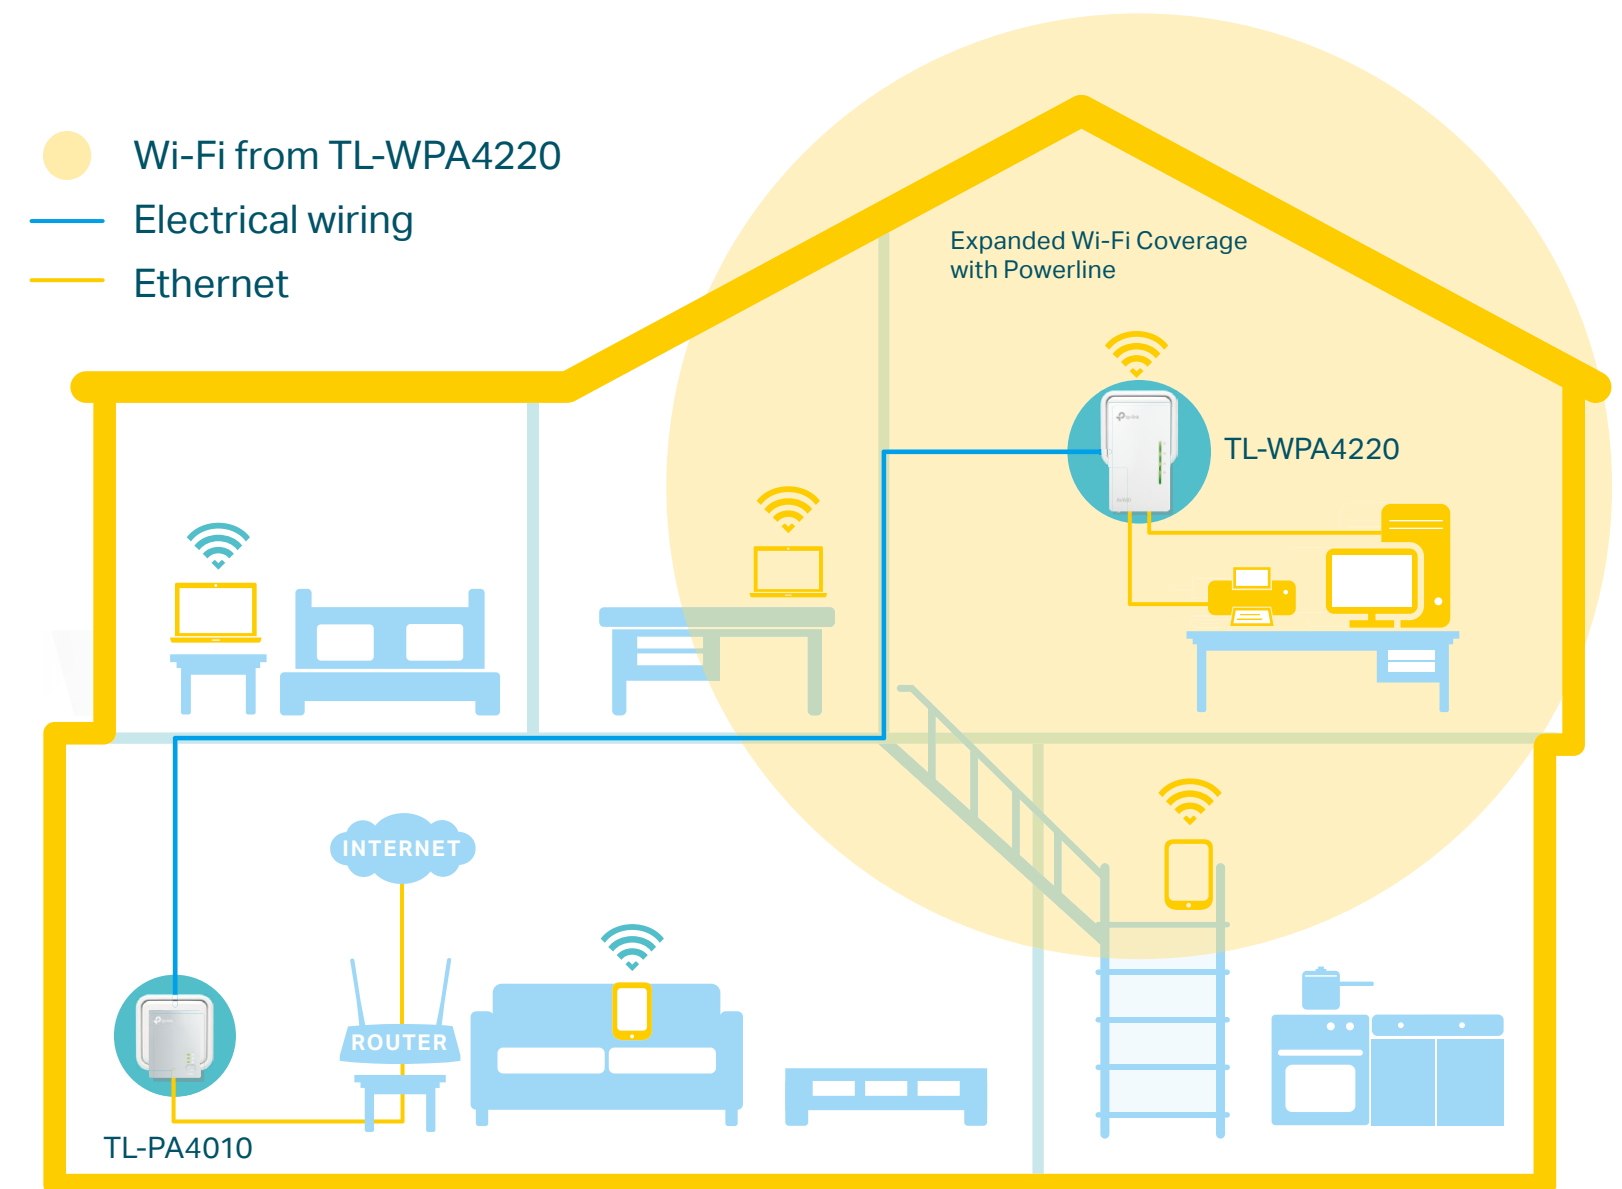 Wi-Fi from TL-WPA4220
Electrical wiring
Ethernet
Expanded Wi-Fi Coverage
with Powerline
TL-WPA4220
INTERNET
ROUTER
TL-PA4010